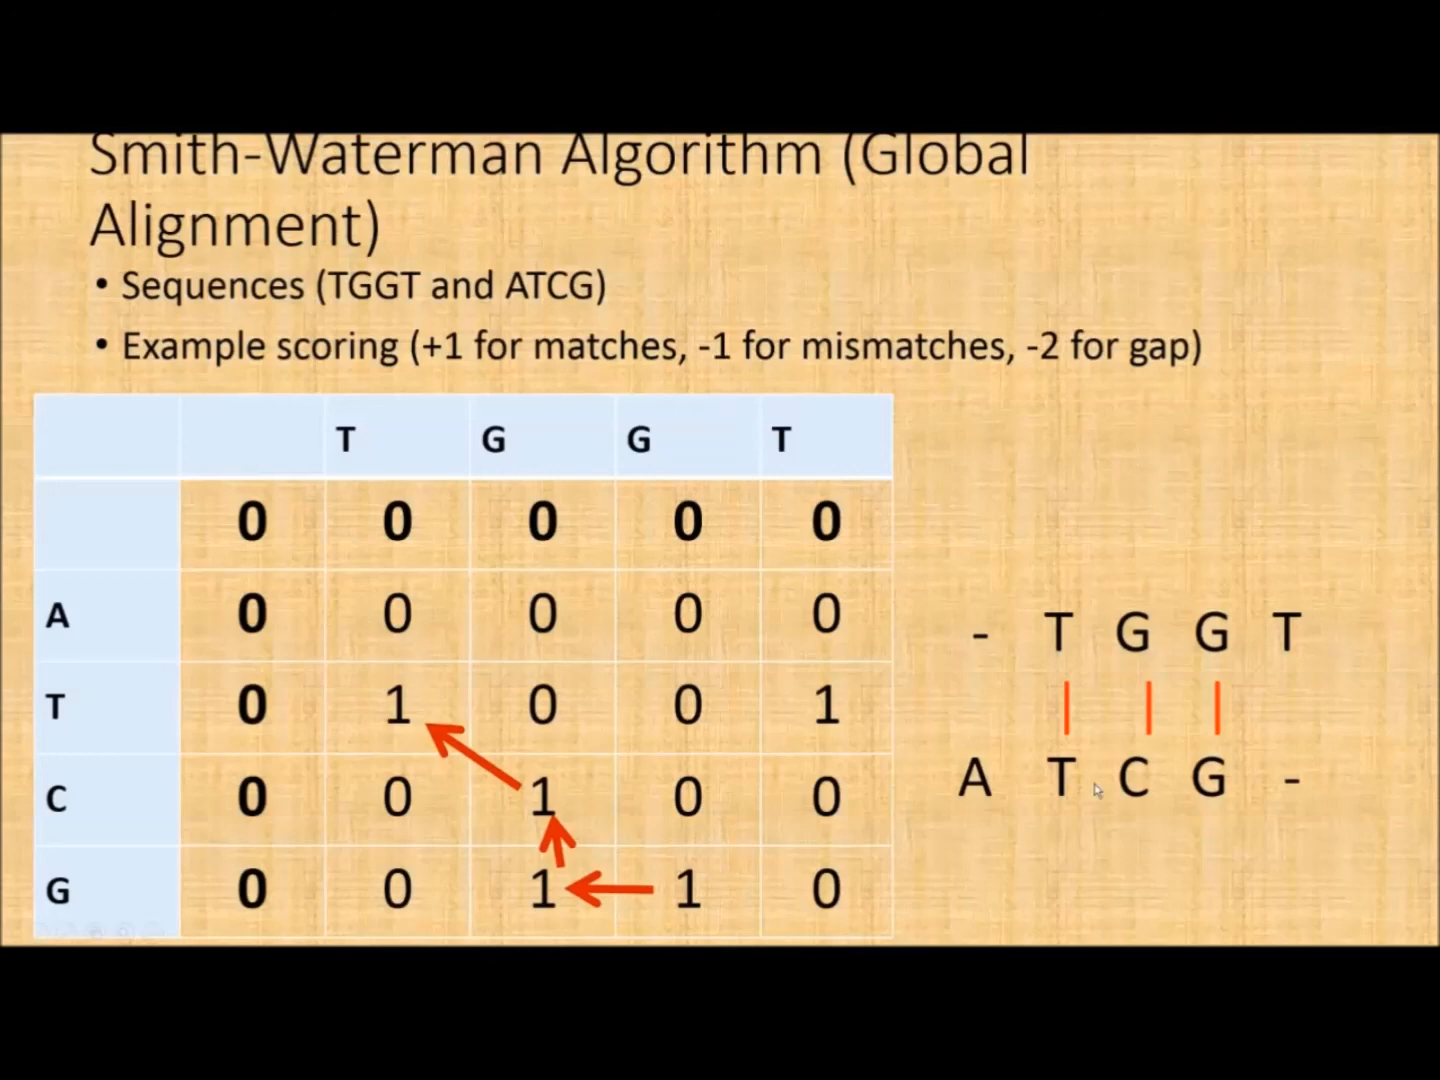 Smith-Waterman Algorithm (Global
Alignment)
• Sequences (TGGT and ATCG)
• Example scoring (+1 for matches, -1 for mismatches, -2 for gap)
T G G T
0 0 0 0 0
A 0 0 0 0 0
T 0 1 0 0 1
C 0 0 1 0 0
G 0 0 1 1 0
- T G G T
| | |
A T C G -